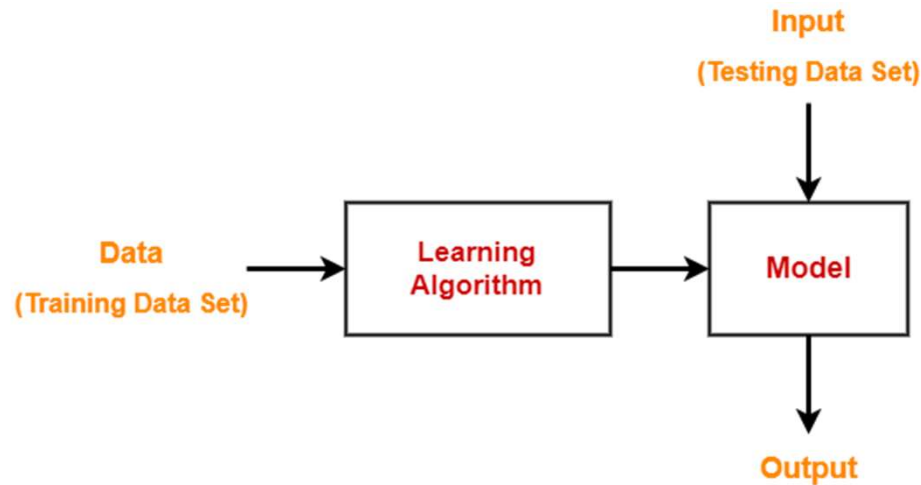 Input
(Testing Data Set)
Data
(Training Data Set)
Learning
Algorithm
Model
Output